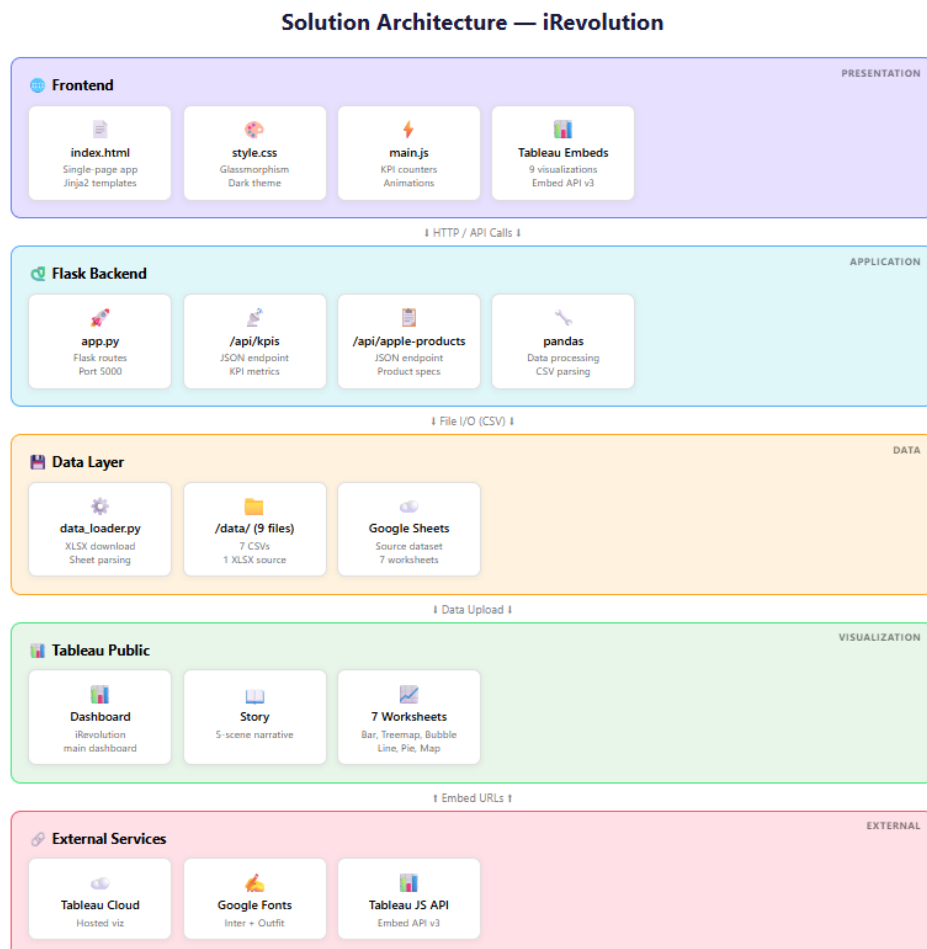 Solution Architecture — iRevolution
PRESENTATION
Frontend
index.html
Single-page app
Jinja2 templates
style.css
Glassmorphism
Dark theme
main.js
KPI counters
Animations
Tableau Embeds
9 visualizations
Embed API v3
⬇ HTTP / API Calls ⬇
APPLICATION
Flask Backend
app.py
Flask routes
Port 5000
/api/kpis
JSON endpoint
KPI metrics
/api/apple-products
JSON endpoint
Product specs
pandas
Data processing
CSV parsing
⬇ File I/O (CSV) ⬇
DATA
Data Layer
data_loader.py
XLSX download
Sheet parsing
/data/ (9 files)
7 CSVs
1 XLSX source
Google Sheets
Source dataset
7 worksheets
⬇ Data Upload ⬇
VISUALIZATION
Tableau Public
Dashboard
iRevolution
main dashboard
Story
5-scene narrative
7 Worksheets
Bar, Treemap, Bubble
Line, Pie, Map
⬆ Embed URLs ⬆
EXTERNAL
External Services
Tableau Cloud
Hosted viz
Google Fonts
Inter + Outfit
Tableau JS API
Embed API v3